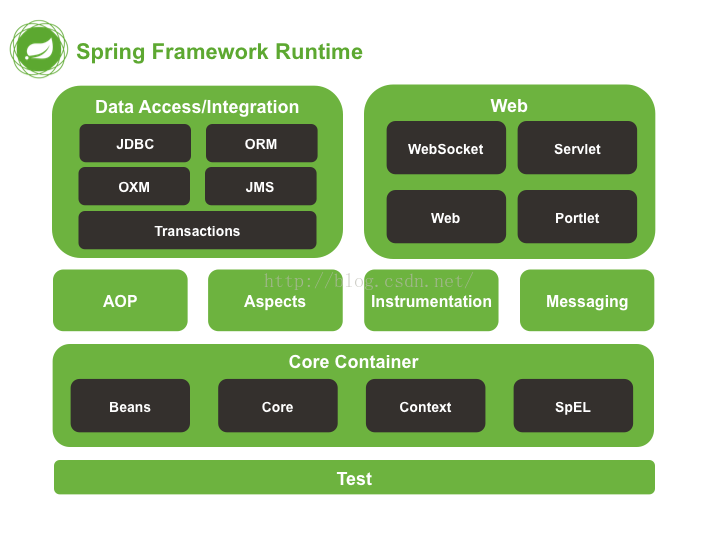 Spring Framework Runtime
Data Access/Integration
JDBC
ORM
OXM
JMS
Transactions
Web
WebSocket
Servlet
Web
Portlet
http://blog.csdn.net/
AOP
Aspects
Instrumentation
Messaging
Core Container
Beans
Core
Context
SpEL
Test